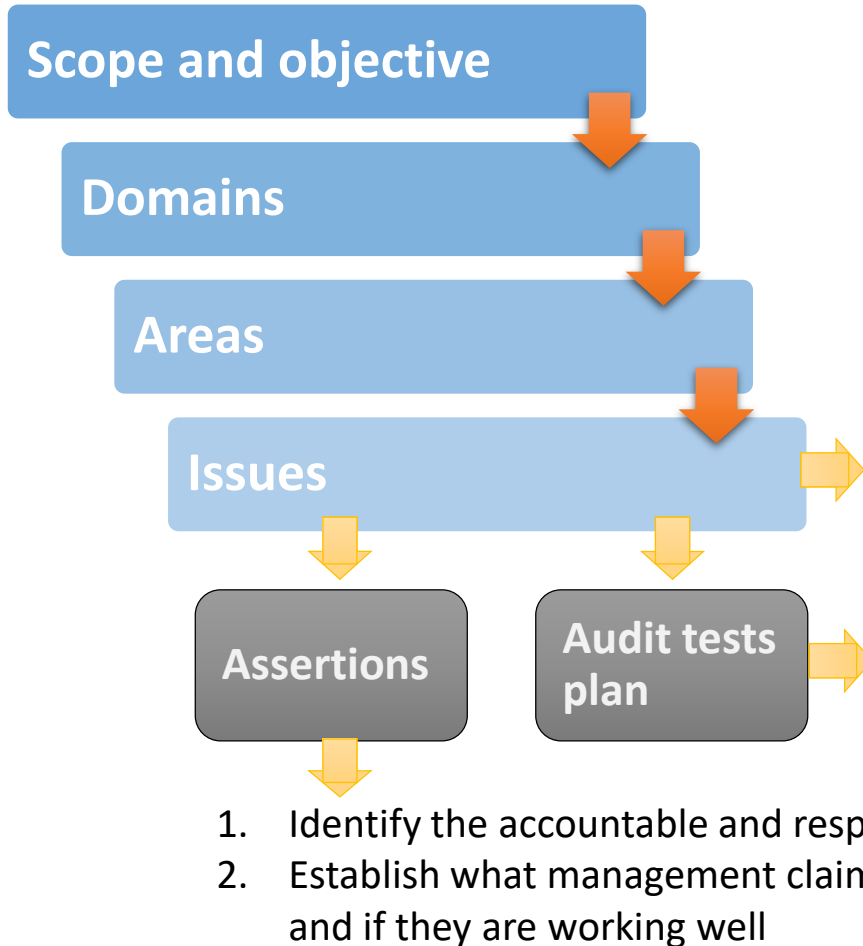 Scope and objective
Domains
Areas
Issues
Assertions
Audit tests
plan
1. Identify the accountable and resp
2. Establish what management claim
and if they are working well